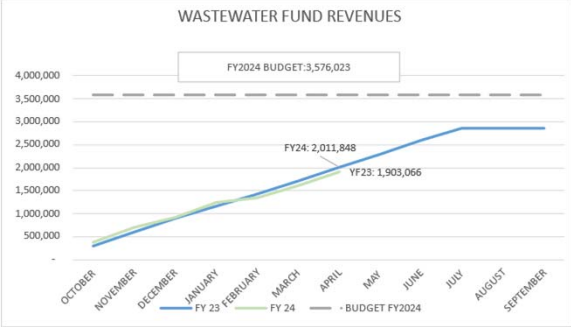 WASTEWATER FUND REVENUES
FY2024 BUDGET:3,576,023
4,000,000
3,500,000
3,000,000
2,500,000
2,000,000
1,500,000
1,000,000
500,000
-
FY24: 2,011,848
YF23: 1,903,066
OCTOBER
NOVEMBER
DECEMBER
JANUARY
FEBRUARY
MARCH
APRIL
MAY
JUNE
JULY
AUGUST
SEPTEMBER
FY 23
FY 24
BUDGET FY2024